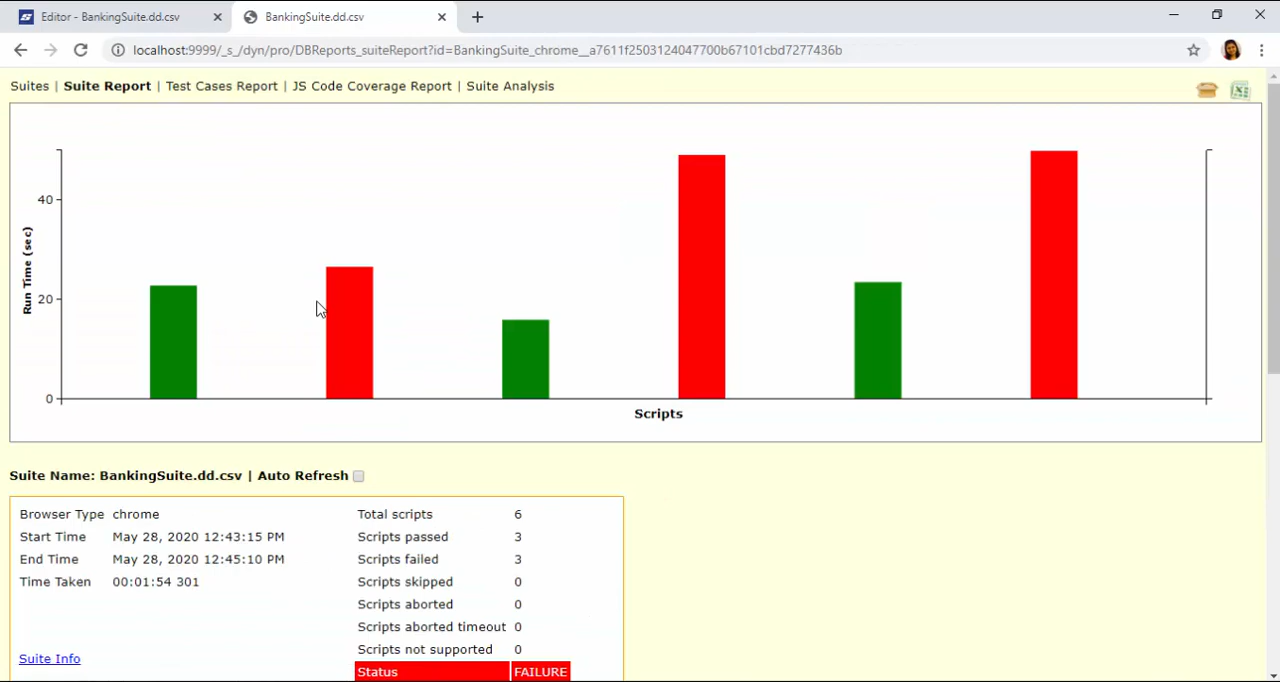 Editor - BankingSuite.dd.csv
BankingSuite.dd.csv
localhost:9999/_s_/dyn/pro/DBReports_suiteReport?id=BankingSuite_chrome__a7611f2503124047700b67101cbd7277436b
Suites | Suite Report | Test Cases Report | JS Code Coverage Report | Suite Analysis
Run Time (sec)
40
20
0
Scripts
Suite Name: BankingSuite.dd.csv | Auto Refresh
Browser Type chrome
Start Time May 28, 2020 12:43:15 PM
End Time May 28, 2020 12:45:10 PM
Time Taken 00:01:54 301
Suite Info
Total scripts 6
Scripts passed 3
Scripts failed 3
Scripts skipped 0
Scripts aborted 0
Scripts aborted timeout 0
Scripts not supported 0
Status FAILURE